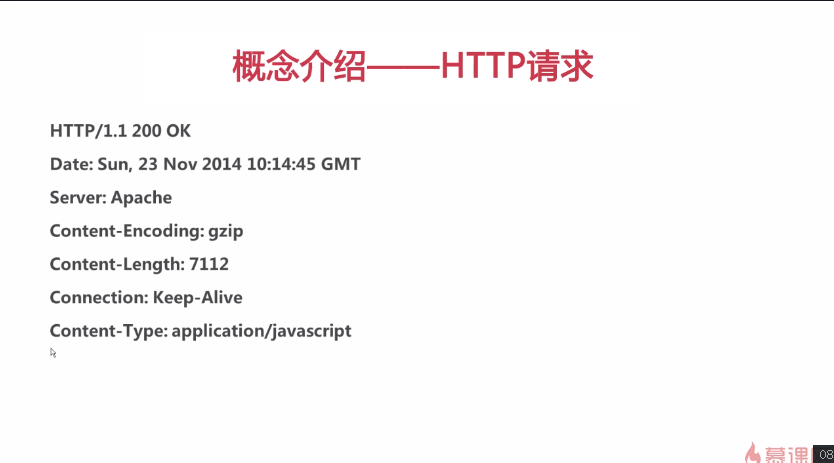 概念介绍——HTTP请求
HTTP/1.1 200 OK
Date: Sun, 23 Nov 2014 10:14:45 GMT
Server: Apache
Content-Encoding: gzip
Content-Length: 7112
Connection: Keep-Alive
Content-Type: application/javascript
慕课
08